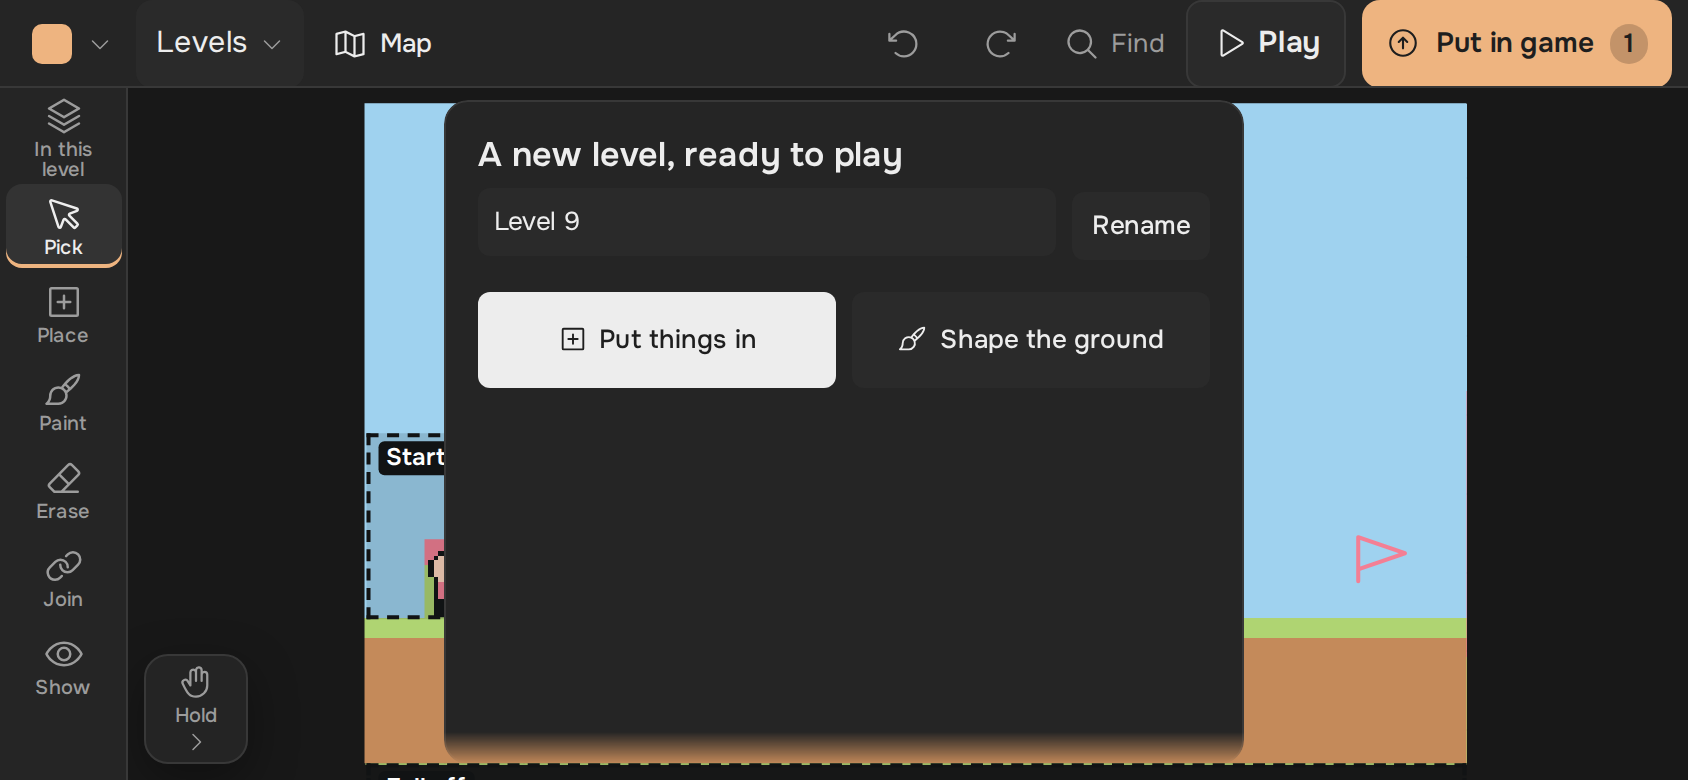 Levels
Map
Find
Play
Put in game
1
In this
level
Pick
Place
Paint
Erase
Join
Show
Hold
A new level, ready to play
Level 9
Rename
Put things in
Shape the ground
Start